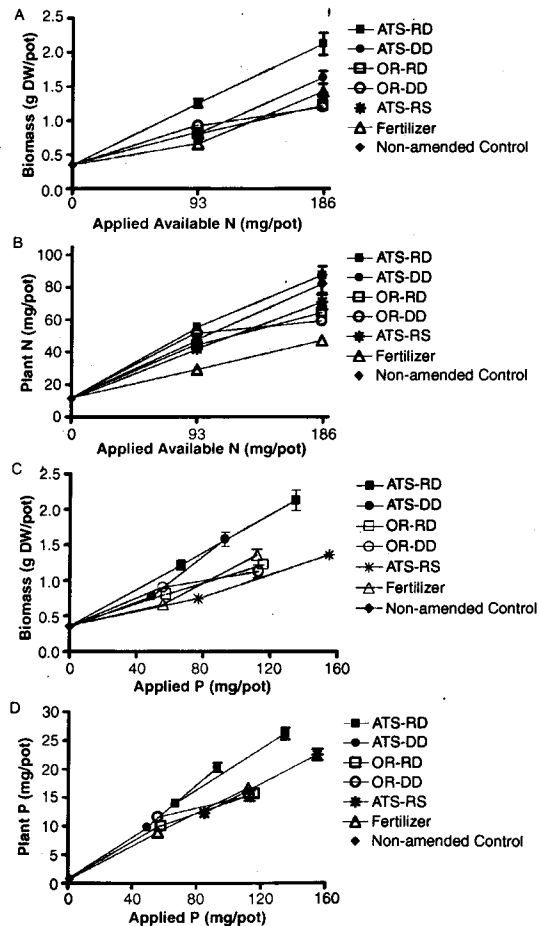 A
2.5
2.0
1.5
1.0
0.5
0.0
Biomass (g DW/pot)
0
93
186
Applied Available N (mg/pot)
ATS-RD
ATS-DD
OR-RD
OR-DD
ATS-RS
Fertilizer
Non-amended Control
B
100
80
60
40
20
0
Plant N (mg/pot)
0
93
186
Applied Available N (mg/pot)
ATS-RD
ATS-DD
OR-RD
OR-DD
ATS-RS
Fertilizer
Non-amended Control
C
2.5
2.0
1.5
1.0
0.5
0.0
Biomass (g DW/pot)
0
40
80
120
160
Applied P (mg/pot)
ATS-RD
ATS-DD
OR-RD
OR-DD
ATS-RS
Fertilizer
Non-amended Control
D
30
25
20
15
10
5
0
Plant P (mg/pot)
0
40
80
120
160
Applied P (mg/pot)
ATS-RD
ATS-DD
OR-RD
OR-DD
ATS-RS
Fertilizer
Non-amended Control